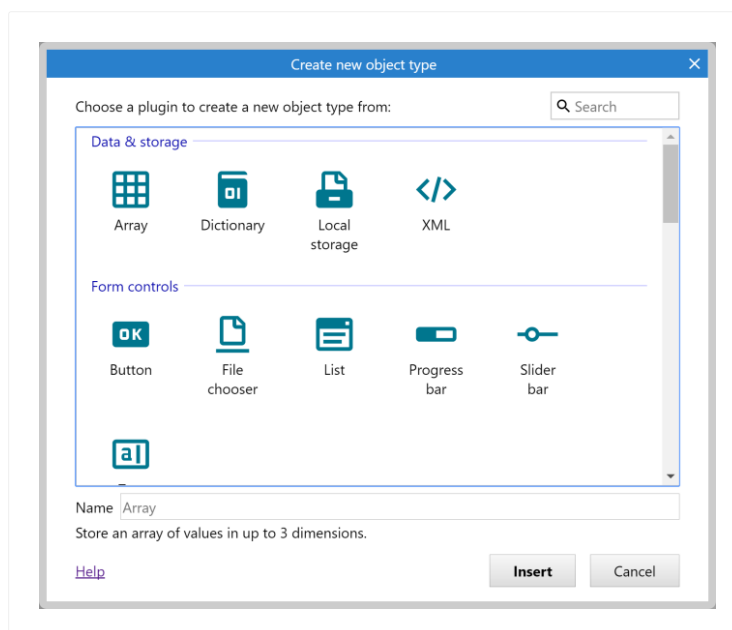 Create new object type
Choose a plugin to create a new object type from:
Search
Data & storage
Array
Dictionary
Local
storage
XML
Form controls
OK
Button
File
chooser
List
Progress
bar
Slider
bar
a
Name Array
Store an array of values in up to 3 dimensions.
Help
Insert
Cancel